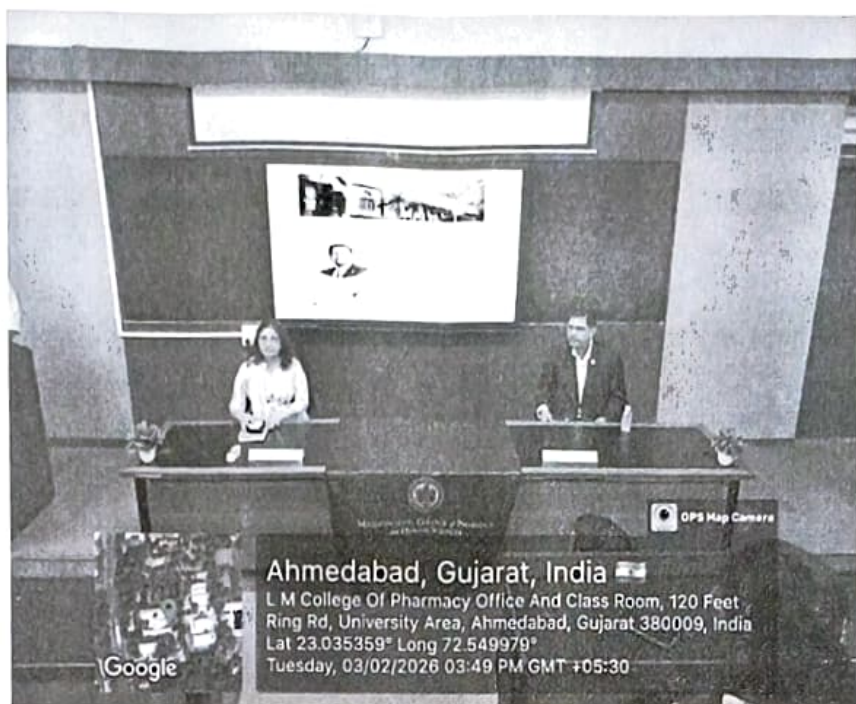 GPS Map Camera
Ahmedabad, Gujarat, India
L M College Of Pharmacy Office And Class Room, 120 Feet
Ring Rd, University Area, Ahmedabad, Gujarat 380009, India
Lat 23.035359° Long 72.549979°
Tuesday, 03/02/2026 03:49 PM GMT +05:30
Google